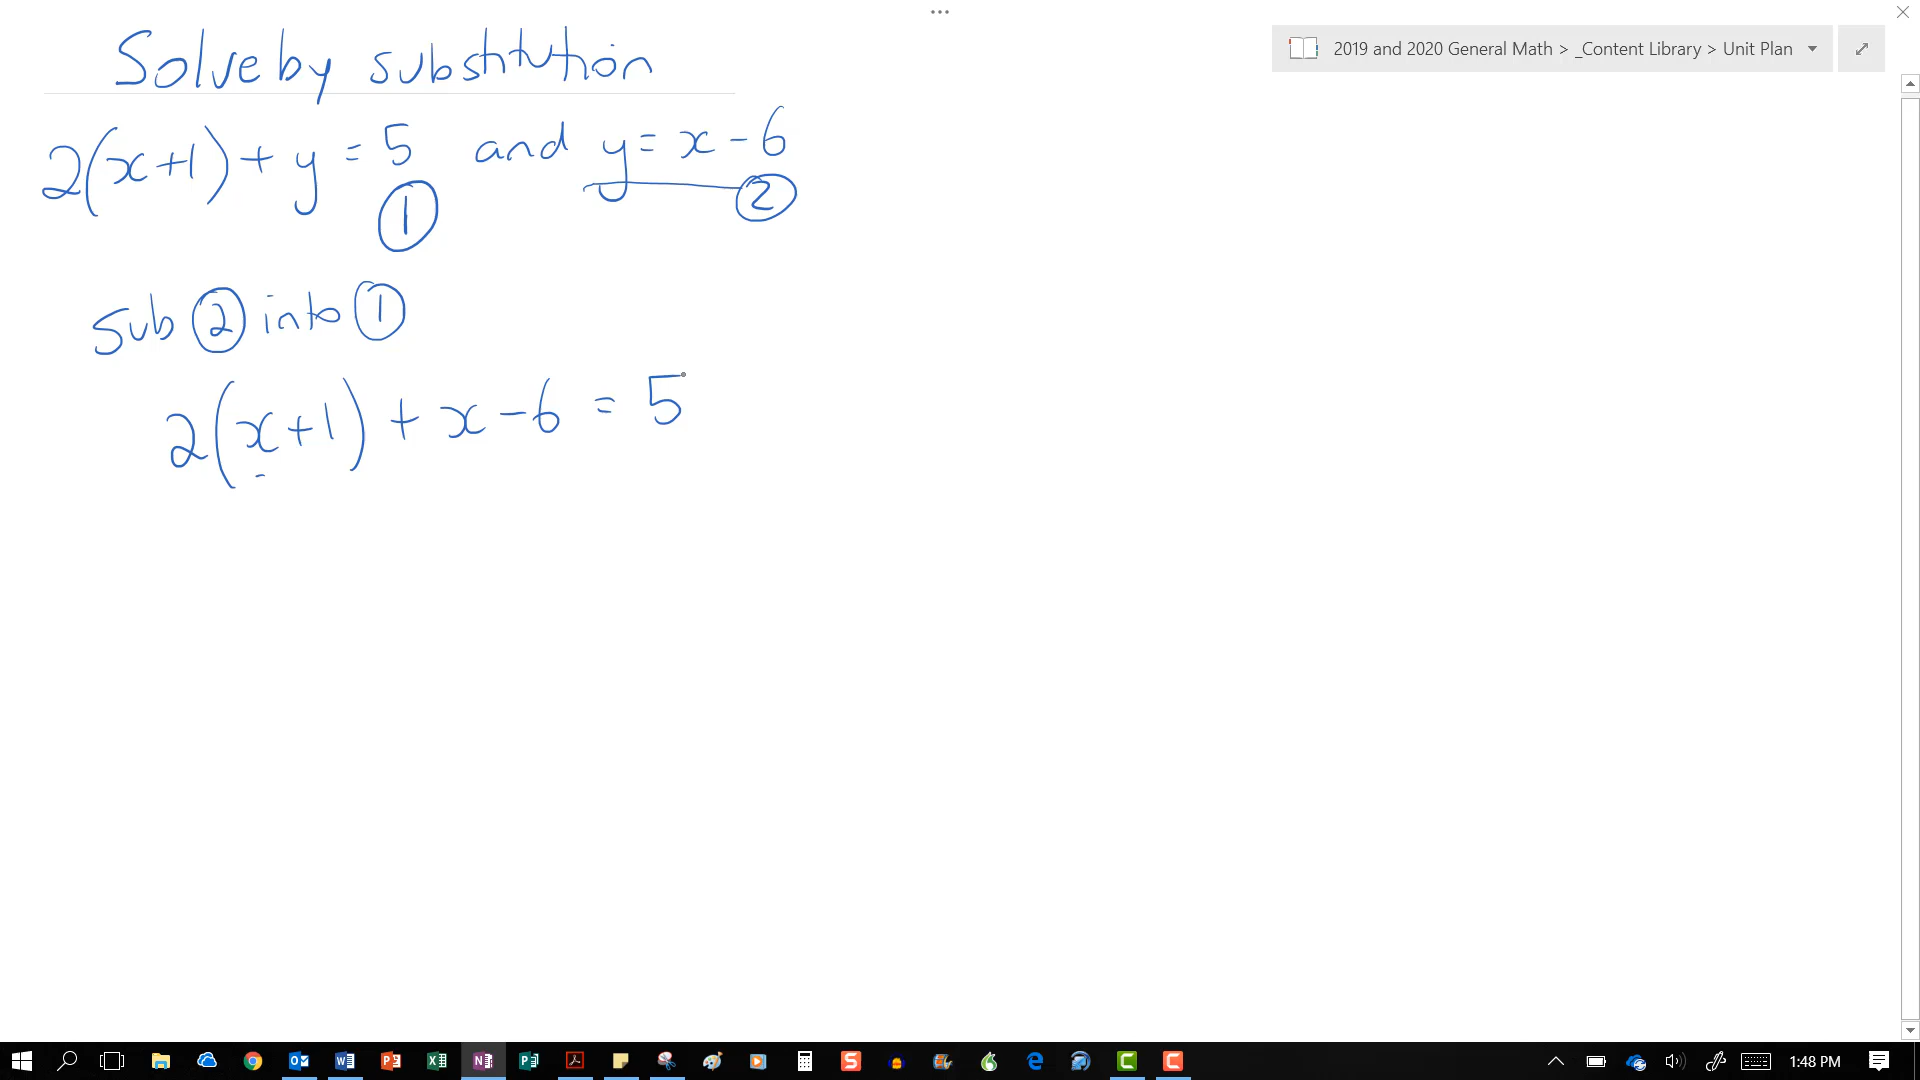 Solve by substitution
2019 and 2020 General Math > _Content Library > Unit Plan
2(x+1) + y = 5 and y = x - 6
① ②
Sub ② into ①
2(x+1) + x - 6 = 5
1:48 PM